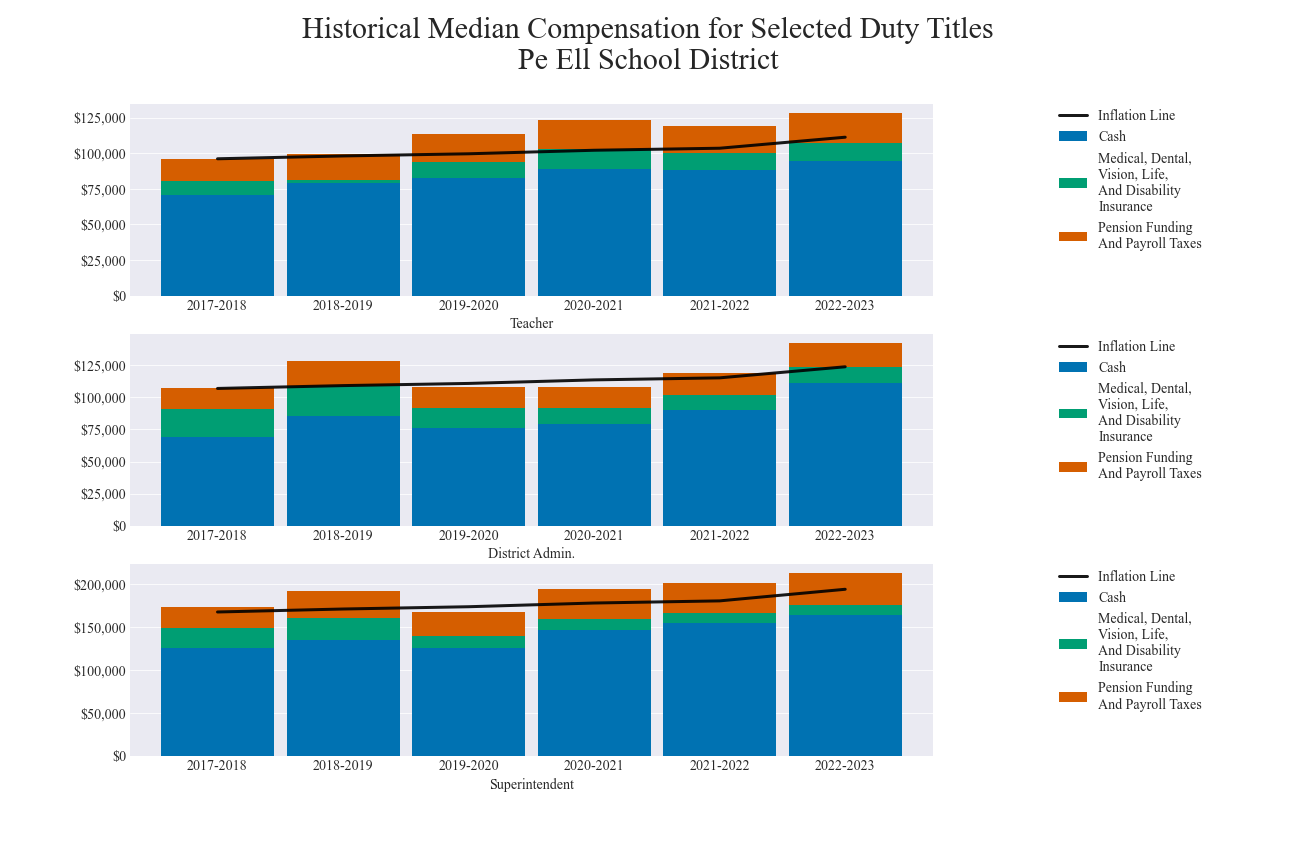 Historical Median Compensation for Selected Duty Titles
Pe Ell School District
$125,000
$100,000
$75,000
$50,000
$25,000
$0
2017-2018 2018-2019 2019-2020 2020-2021 2021-2022 2022-2023
Teacher
Inflation Line
Cash
Medical, Dental,
Vision, Life,
And Disability
Insurance
Pension Funding
And Payroll Taxes
$125,000
$100,000
$75,000
$50,000
$25,000
$0
2017-2018 2018-2019 2019-2020 2020-2021 2021-2022 2022-2023
District Admin.
Inflation Line
Cash
Medical, Dental,
Vision, Life,
And Disability
Insurance
Pension Funding
And Payroll Taxes
$200,000
$150,000
$100,000
$50,000
$0
2017-2018 2018-2019 2019-2020 2020-2021 2021-2022 2022-2023
Superintendent
Inflation Line
Cash
Medical, Dental,
Vision, Life,
And Disability
Insurance
Pension Funding
And Payroll Taxes